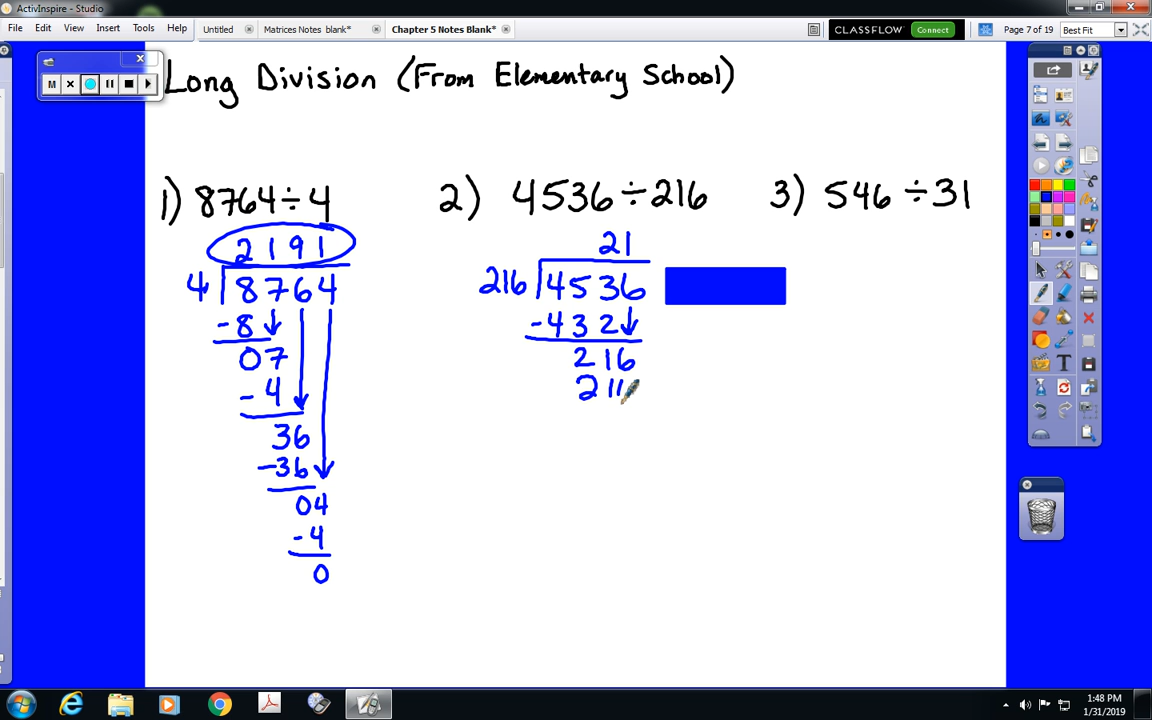 ActivInspire - Studio
File Edit View Insert Tools Help
Untitled
Matrices Notes blank*
Chapter 5 Notes Blank*
CLASSFLOW Connect
Page 7 of 19
Best Fit
M
Long Division (From Elementary School)
1) 8764÷4
2191
4 8764
-8
07
-4
36
-36
04
-4
0
2) 4536÷216
21
216 4536
-432
216
211
3) 546 ÷31
T
1:48 PM
1/31/2019